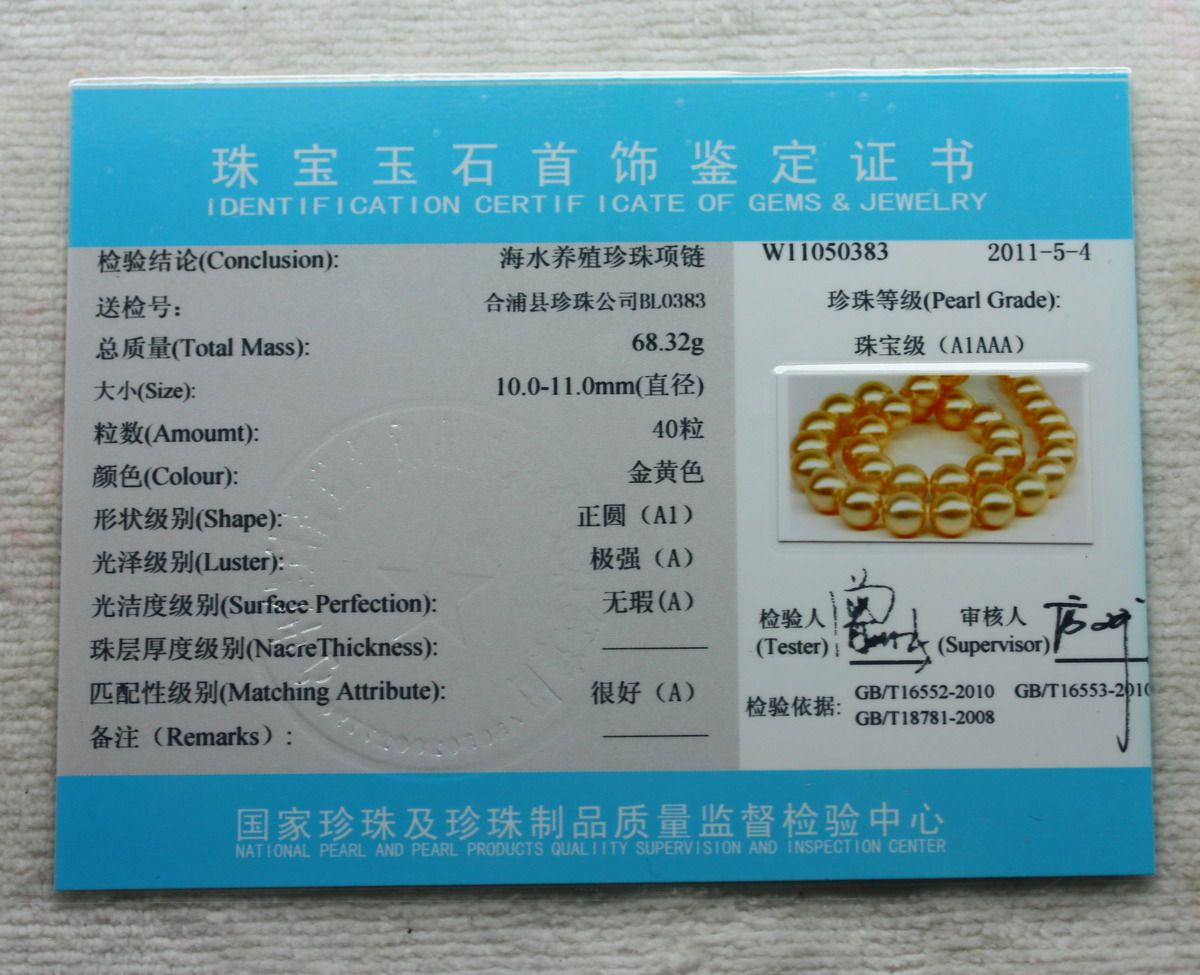 珠宝玉石首饰鉴定证书
IDENTIFICATION CERTIFICATE OF GEMS & JEWELRY
检验结论(Conclusion): 海水养殖珍珠项链
送检号: 合浦县珍珠公司BL0383
总质量(Total Mass): 68.32g
大小(Size): 10.0-11.0mm(直径)
粒数(Amoumt): 40粒
颜色(Colour): 金黄色
形状级别(Shape): 正圆（A1）
光泽级别(Luster): 极强（A）
光洁度级别(Surface Perfection): 无瑕(A)
珠层厚度级别(NacreThickness):
匹配性级别(Matching Attribute): 很好（A）
备注（Remarks）:
W11050383 2011-5-4
珍珠等级(Pearl Grade):
珠宝级（A1AAA）
检验人 审核人
(Tester) (Supervisor)
检验依据: GB/T16552-2010 GB/T16553-2010
GB/T18781-2008
国家珍珠及珍珠制品质量监督检验中心
NATIONAL PEARL AND PEARL PRODUCTS QUALIITY SUPERVISION AND INSPECTION CENTER